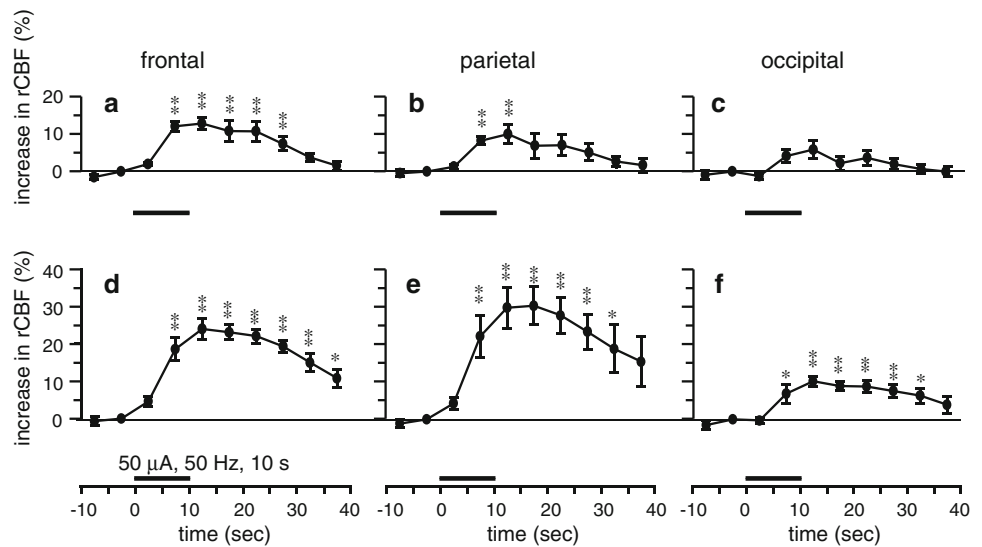 frontal
parietal
occipital
increase in rCBF (%)
20
10
0
a
**
**
**
**
**
b
**
**
c
increase in rCBF (%)
40
30
20
10
0
d
**
**
**
**
**
**
*
e
**
**
**
**
**
*
f
*
**
**
**
**
*
50 μA, 50 Hz, 10 s
-10 0 10 20 30 40
-10 0 10 20 30 40
-10 0 10 20 30 40
time (sec)
time (sec)
time (sec)